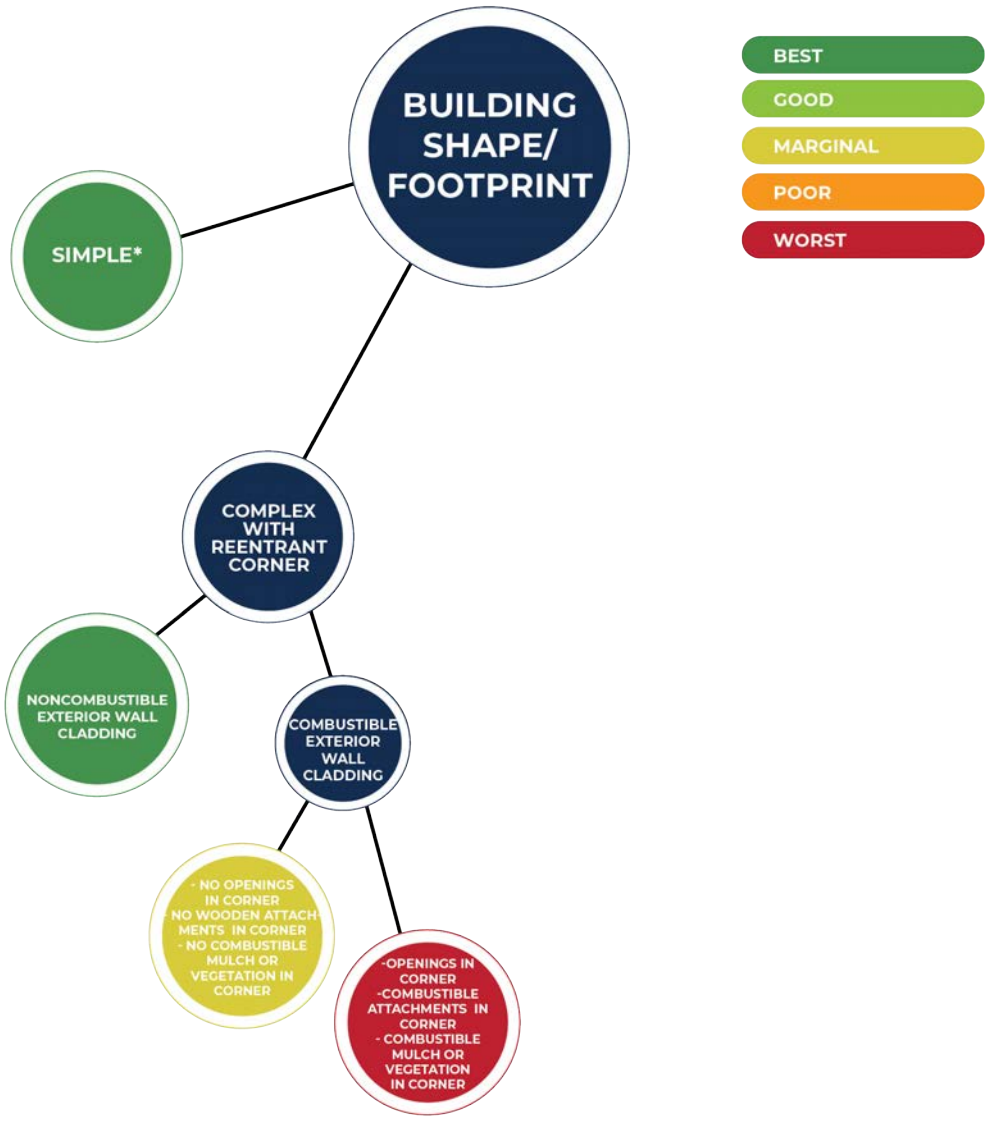 BUILDING
SHAPE/
FOOTPRINT
BEST
GOOD
MARGINAL
POOR
WORST
SIMPLE*
COMPLEX
WITH
REENTRANT
CORNER
NONCOMBUSTIBLE
EXTERIOR WALL
CLADDING
COMBUSTIBLE
EXTERIOR
WALL
CLADDING
- NO OPENINGS
IN CORNER
- NO WOODEN ATTACH-
MENTS IN CORNER
- NO COMBUSTIBLE
MULCH OR
VEGETATION IN
CORNER
-OPENINGS IN
CORNER
-COMBUSTIBLE
ATTACHMENTS IN
CORNER
- COMBUSTIBLE
MULCH OR
VEGETATION
IN CORNER